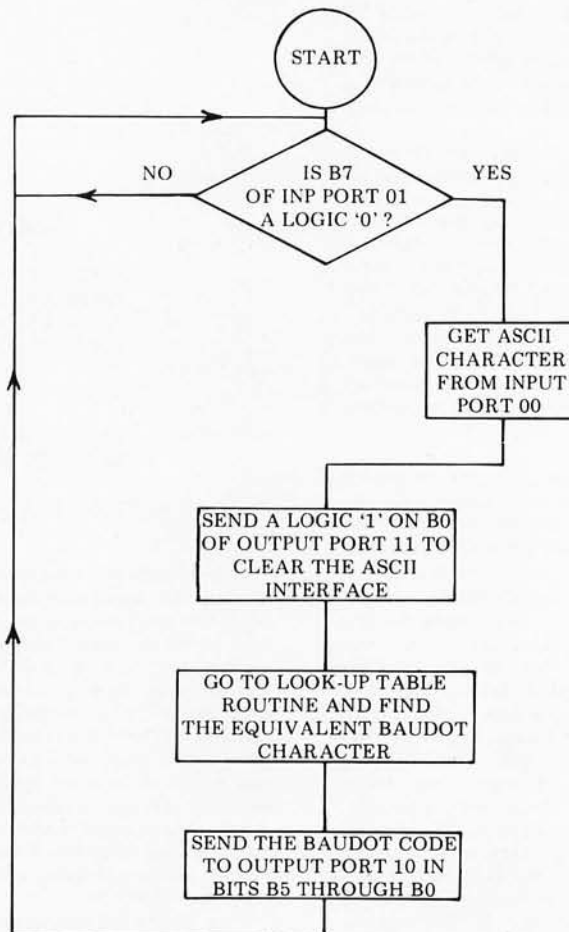 START
IS B7
OF INP PORT 01
A LOGIC ‘0’ ?
NO
YES
GET ASCII
CHARACTER
FROM INPUT
PORT 00
SEND A LOGIC ‘1’ ON B0
OF OUTPUT PORT 11 TO
CLEAR THE ASCII
INTERFACE
GO TO LOOK-UP TABLE
ROUTINE AND FIND
THE EQUIVALENT BAUDOT
CHARACTER
SEND THE BAUDOT CODE
TO OUTPUT PORT 10 IN
BITS B5 THROUGH B0